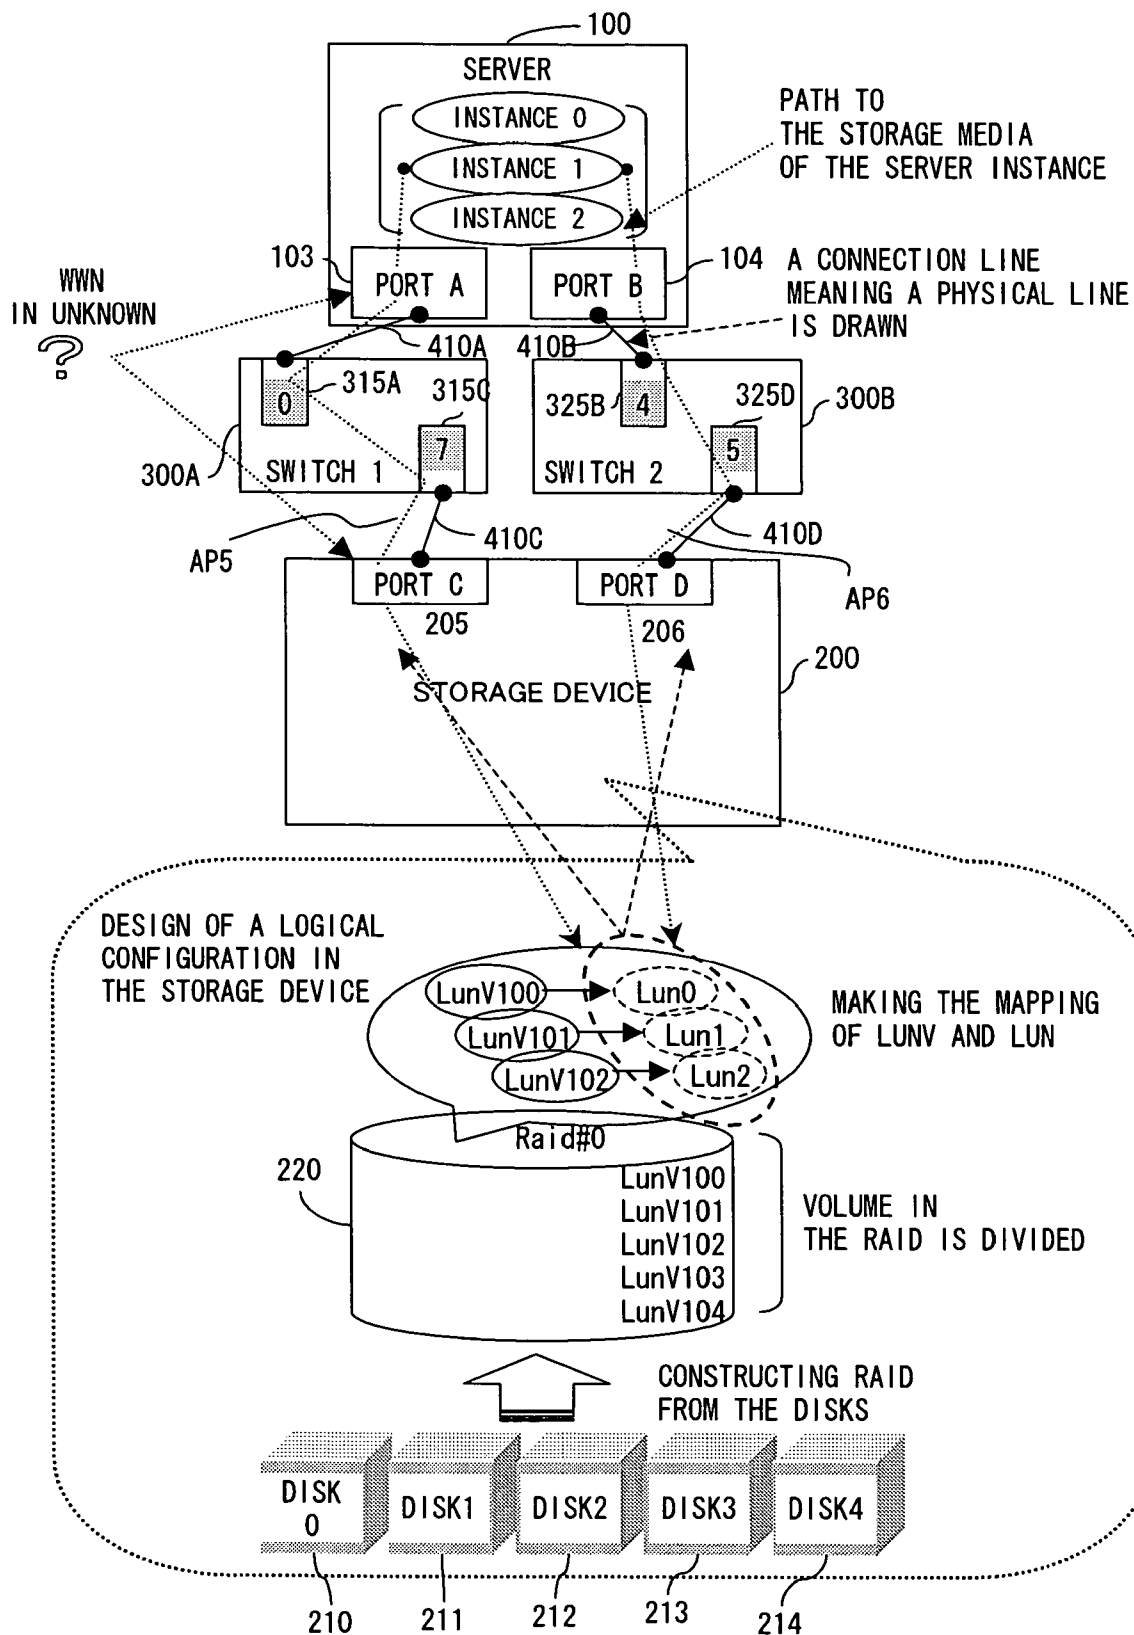 100
SERVER
INSTANCE 0
INSTANCE 1
INSTANCE 2
PATH TO
THE STORAGE MEDIA
OF THE SERVER INSTANCE
103
PORT A
PORT B
104
A CONNECTION LINE
MEANING A PHYSICAL LINE
IS DRAWN
WWN
IN UNKNOWN
?
410A
410B
0
315A
315C
7
SWITCH 1
300A
325B
4
325D
5
SWITCH 2
300B
AP5
410C
410D
AP6
PORT C
205
PORT D
206
200
STORAGE DEVICE
DESIGN OF A LOGICAL
CONFIGURATION IN
THE STORAGE DEVICE
LunV100
Lun0
LunV101
Lun1
LunV102
Lun2
MAKING THE MAPPING
OF LUNV AND LUN
Raid#0
220
LunV100
LunV101
LunV102
LunV103
LunV104
VOLUME IN
THE RAID IS DIVIDED
CONSTRUCTING RAID
FROM THE DISKS
DISK
0
DISK1
DISK2
DISK3
DISK4
210
211
212
213
214